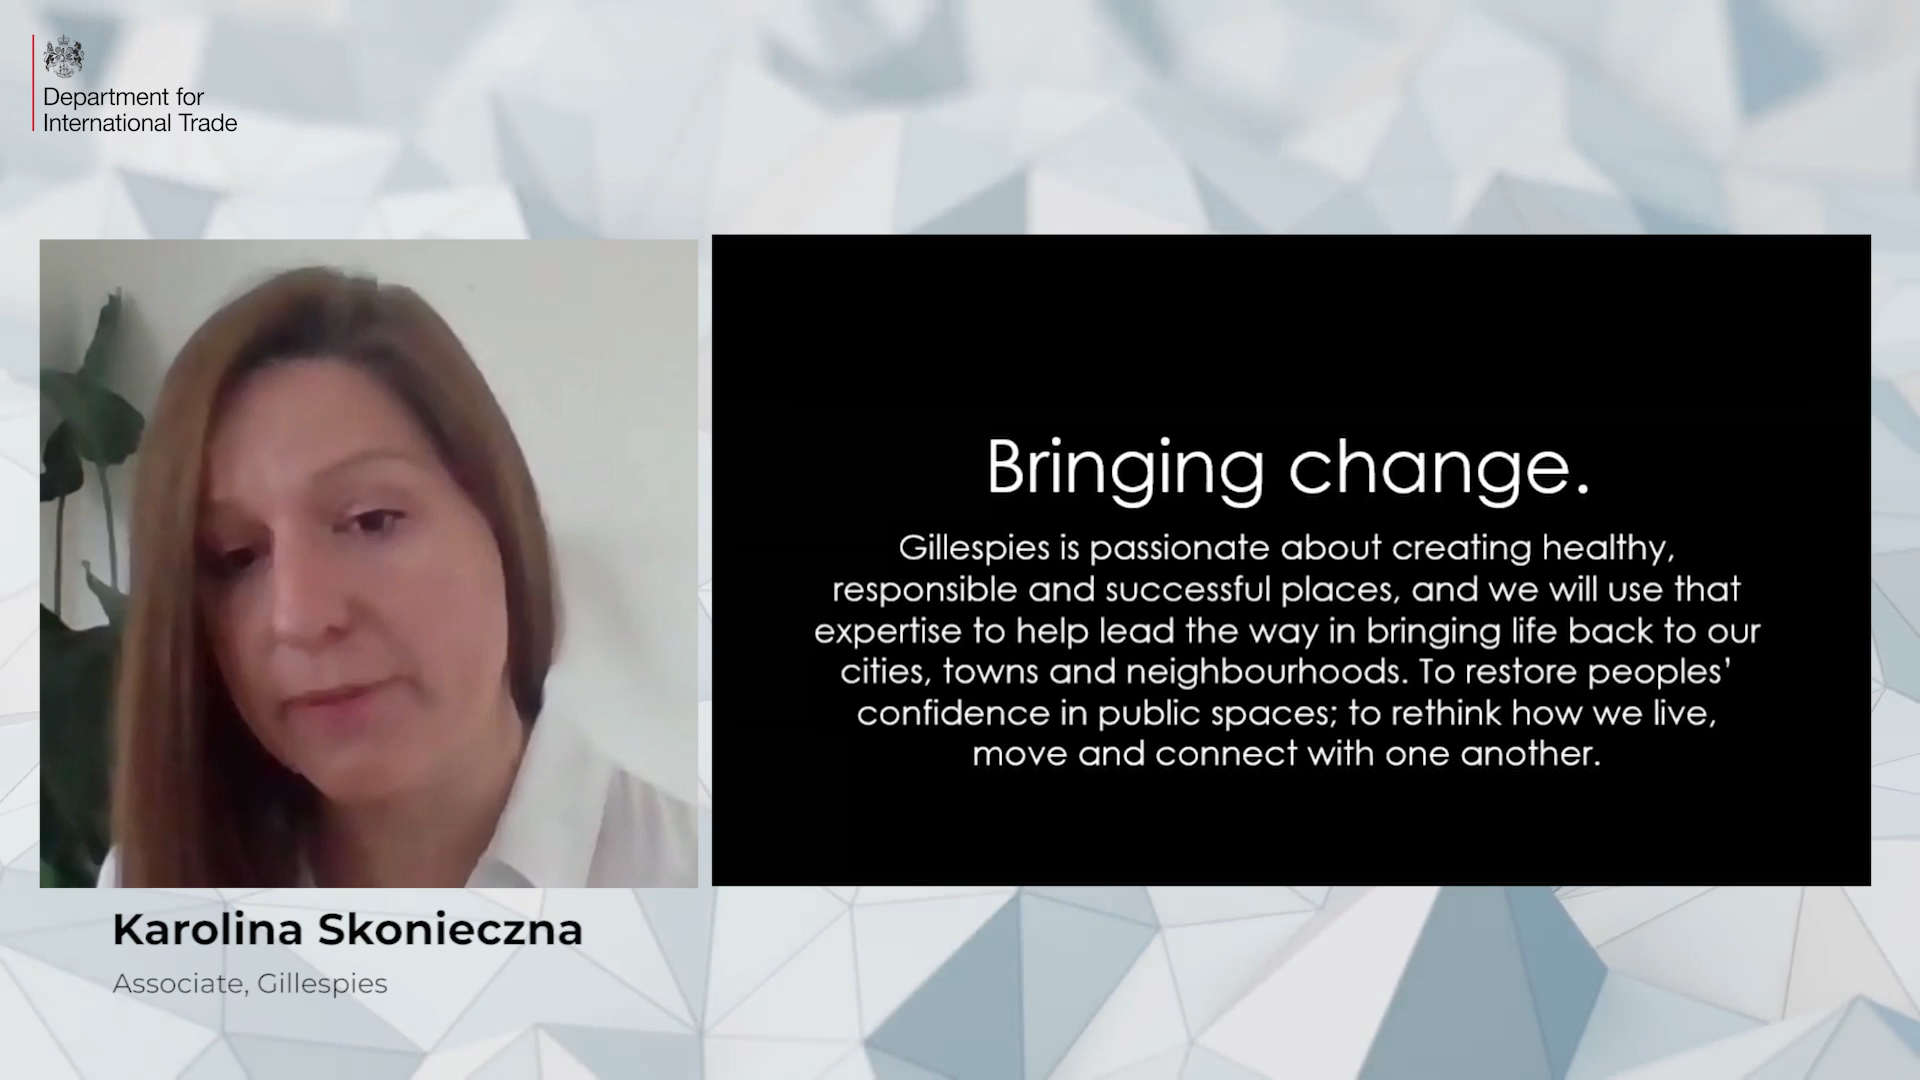 Department for
International Trade
Bringing change.
Gillespies is passionate about creating healthy,
responsible and successful places, and we will use that
expertise to help lead the way in bringing life back to our
cities, towns and neighbourhoods. To restore peoples’
confidence in public spaces; to rethink how we live,
move and connect with one another.
Karolina Skonieczna
Associate, Gillespies